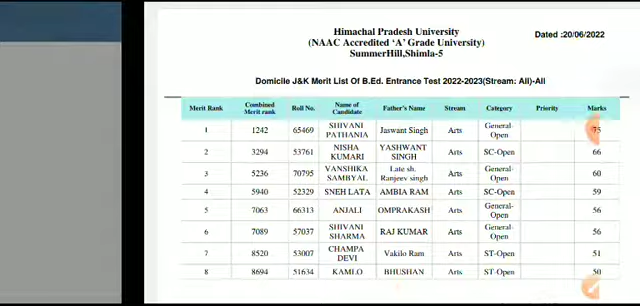 Himachal Pradesh University
(NAAC Accredited ‘A’ Grade University)
SummerHill,Shimla-5
Dated :20/06/2022
Domicile J&K Merit List Of B.Ed. Entrance Test 2022-2023(Stream: All)-All
Merit Rank Combined Merit rank Roll No. Name of Candidate Father's Name Stream Category Priority Marks
1 1242 65469 SHIVANI PATHANIA Jaswant Singh Arts General-Open 75
2 3294 53761 NISHA KUMARI YASHWANT SINGH Arts SC-Open 66
3 5236 70795 VANSHIKA SAMBYAL Late sh. Ranjeev singh Arts General-Open 60
4 5940 52329 SNEH LATA AMBIA RAM Arts SC-Open 59
5 7063 66313 ANJALI OMPRAKASH Arts General-Open 56
6 7089 57037 SHIVANI SHARMA RAJ KUMAR Arts General-Open 56
7 8520 53007 CHAMPA DEVI Vakilo Ram Arts ST-Open 51
8 8694 51634 KAMLO BHUSHAN Arts ST-Open 50